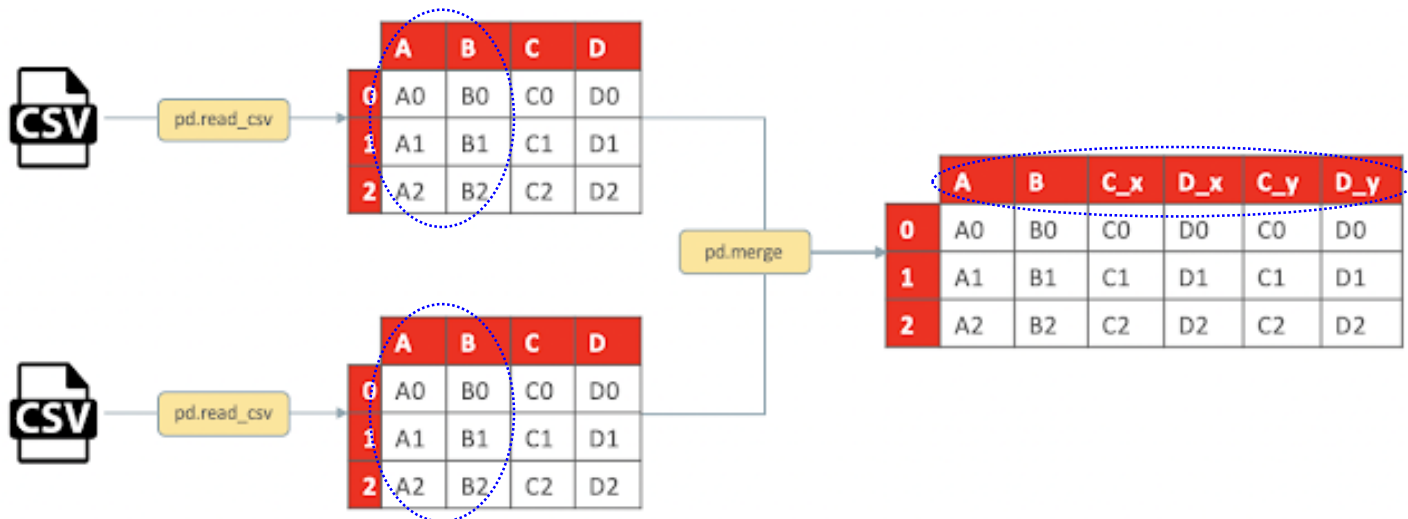 A B C D
CSV pd.read_csv 0 A0 B0 C0 D0
1 A1 B1 C1 D1
2 A2 B2 C2 D2
A B C_x D_x C_y D_y
0 A0 B0 C0 D0 C0 D0
pd.merge
1 A1 B1 C1 D1 C1 D1
2 A2 B2 C2 D2 C2 D2
A B C D
CSV pd.read_csv 0 A0 B0 C0 D0
1 A1 B1 C1 D1
2 A2 B2 C2 D2